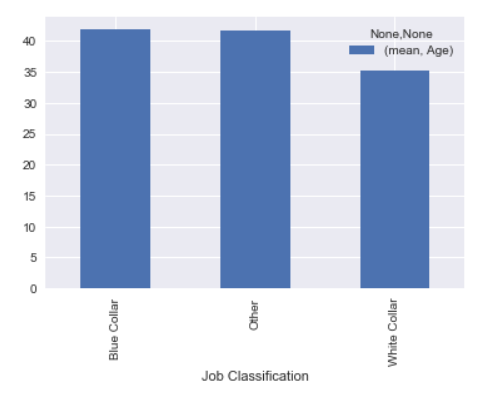 None,None
(mean, Age)
40
35
30
25
20
15
10
5
0
Blue Collar
Other
White Collar
Job Classification